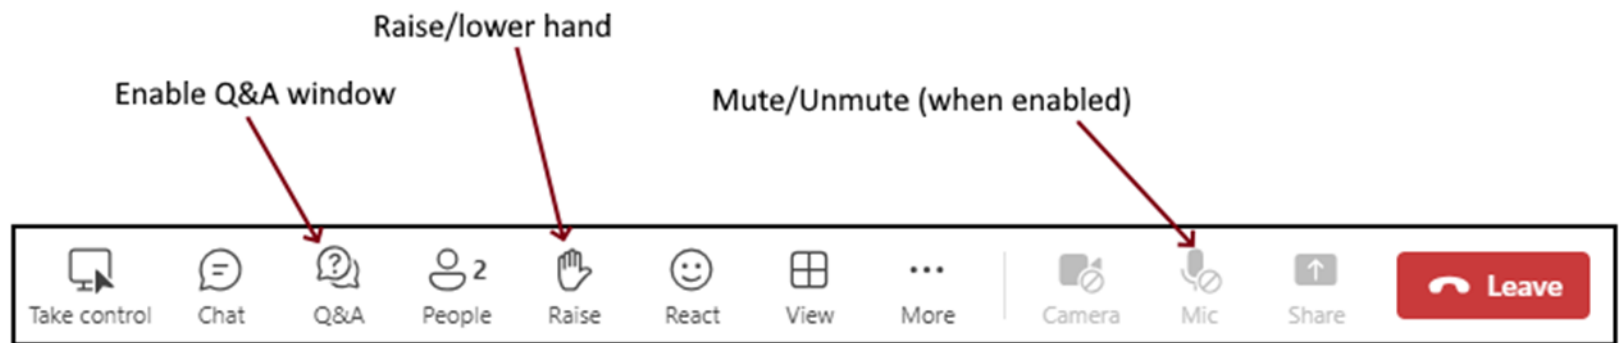 Raise/lower hand
Enable Q&A window
Mute/Unmute (when enabled)
2
Take control Chat Q&A People Raise React View More Camera Mic Share Leave